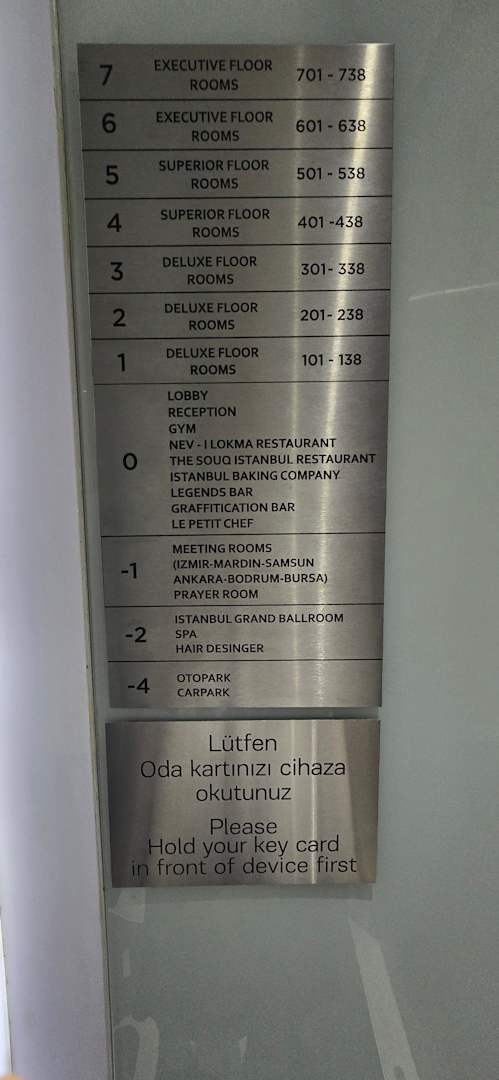 7 EXECUTIVE FLOOR ROOMS 701 - 738
6 EXECUTIVE FLOOR ROOMS 601 - 638
5 SUPERIOR FLOOR ROOMS 501 - 538
4 SUPERIOR FLOOR ROOMS 401 -438
3 DELUXE FLOOR ROOMS 301- 338
2 DELUXE FLOOR ROOMS 201- 238
1 DELUXE FLOOR ROOMS 101 - 138
0
LOBBY
RECEPTION
GYM
NEV - I LOKMA RESTAURANT
THE SOUQ ISTANBUL RESTAURANT
ISTANBUL BAKING COMPANY
LEGENDS BAR
GRAFFITICATION BAR
LE PETIT CHEF
-1
MEETING ROOMS
(IZMIR-MARDIN-SAMSUN
ANKARA-BODRUM-BURSA)
PRAYER ROOM
-2
ISTANBUL GRAND BALLROOM
SPA
HAIR DESINGER
-4
OTOPARK
CARPARK
Lütfen
Oda kartınızı cihaza
okutunuz
Please
Hold your key card
in front of device first